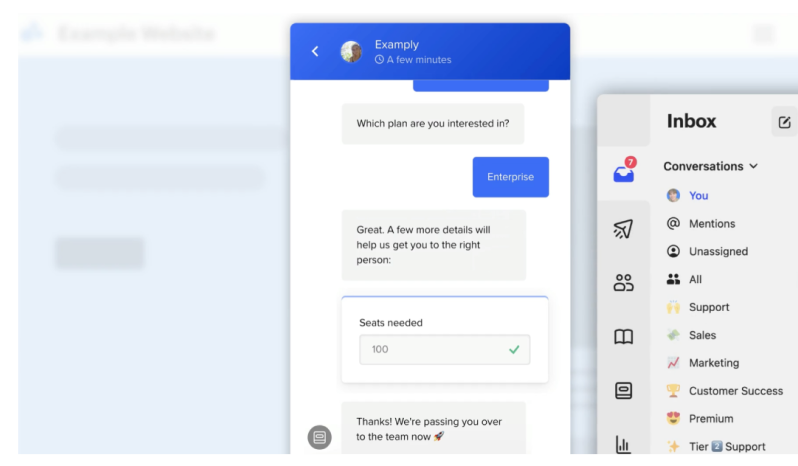 Example Website
Examply
A few minutes
Which plan are you interested in?
Enterprise
Great. A few more details will
help us get you to the right
person:
Seats needed
100
Thanks! We're passing you over
to the team now 🚀
Inbox
7
Conversations
You
@ Mentions
Unassigned
All
🙌 Support
💸 Sales
📈 Marketing
🏆 Customer Success
😍 Premium
✨ Tier 2️⃣ Support